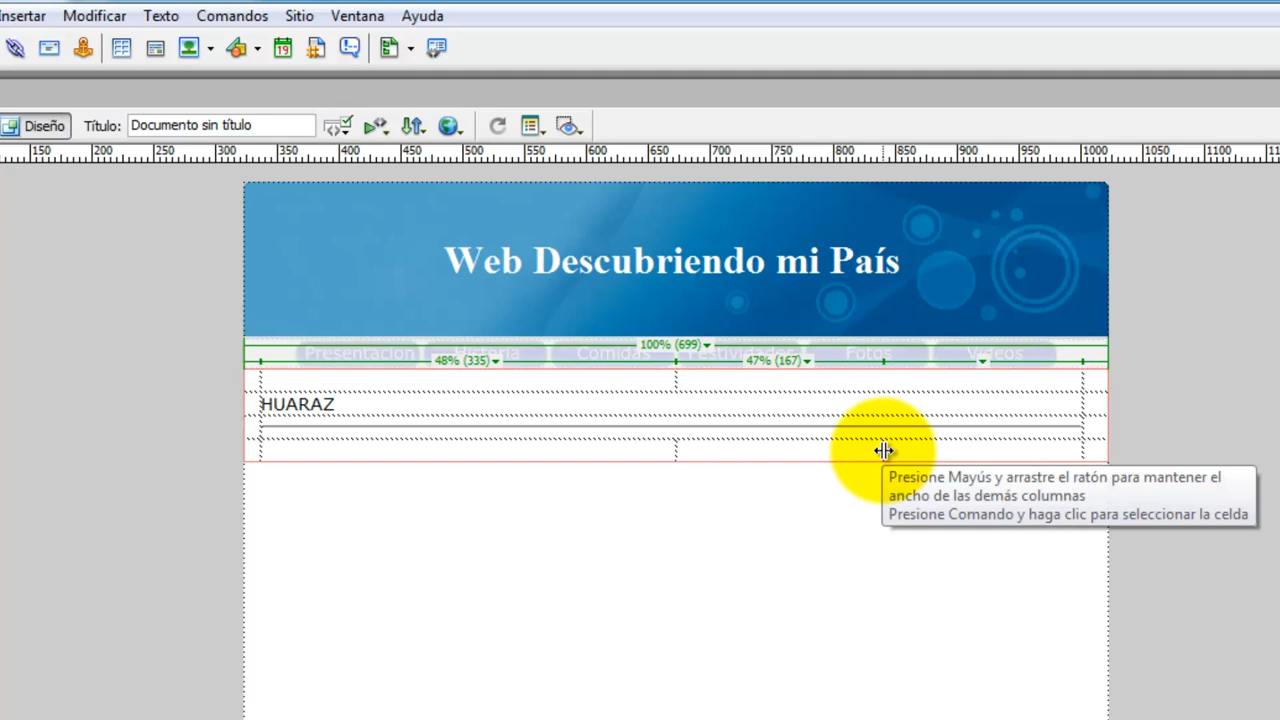 Insertar Modificar Texto Comandos Sitio Ventana Ayuda
19
Diseño Título: Documento sin título
150 200 250 300 350 400 450 500 550 600 650 700 750 800 850 900 950 1000 1050 1100
Web Descubriendo mi País
100% (699)
Presentación Historia Comidas Festividades Fotos Videos
48% (335) 47% (167)
HUARAZ
Presione Mayús y arrastre el ratón para mantener el
ancho de las demás columnas
Presione Comando y haga clic para seleccionar la celda